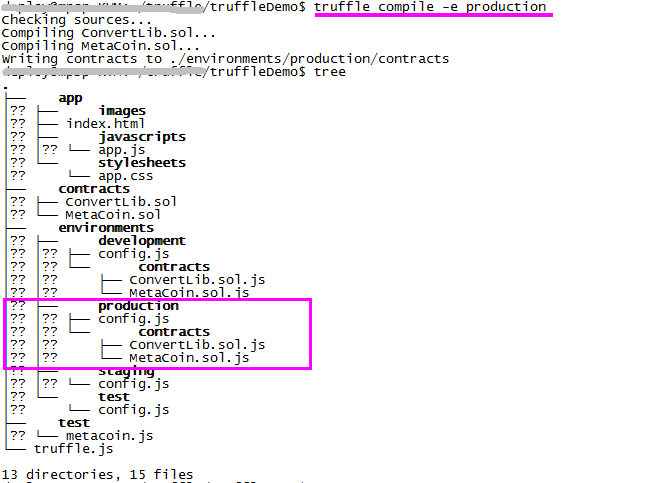 /truffleDemo$ truffle compile -e production
Checking sources...
Compiling ConvertLib.sol...
Compiling MetaCoin.sol...
Writing contracts to ./environments/production/contracts
/truffleDemo$ tree
.
├── app
│?? ├── images
│?? ├── index.html
│?? ├── javascripts
│?? │?? └── app.js
│?? └── stylesheets
│??     └── app.css
├── contracts
│?? ├── ConvertLib.sol
│?? └── MetaCoin.sol
├── environments
│?? ├── development
│?? │?? ├── config.js
│?? │?? └── contracts
│?? │??     ├── ConvertLib.sol.js
│?? │??     └── MetaCoin.sol.js
│?? ├── production
│?? │?? ├── config.js
│?? │?? └── contracts
│?? │??     ├── ConvertLib.sol.js
│?? │??     └── MetaCoin.sol.js
│?? ├── staging
│?? │?? └── config.js
│?? └── test
│??     └── config.js
├── test
│?? └── metacoin.js
└── truffle.js
13 directories, 15 files